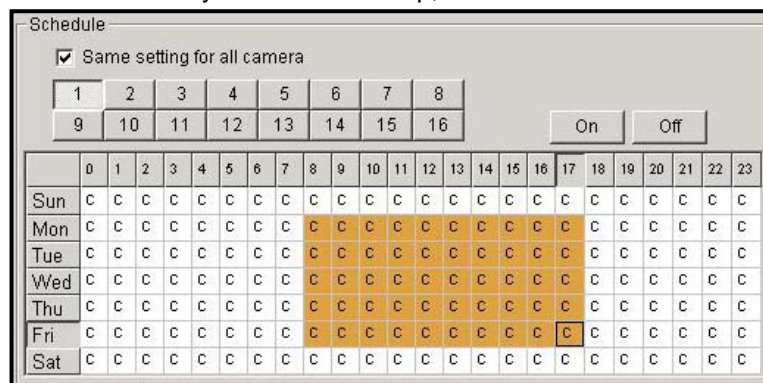 Schedule
Same setting for all camera
1 2 3 4 5 6 7 8
9 10 11 12 13 14 15 16 On Off
0 1 2 3 4 5 6 7 8 9 10 11 12 13 14 15 16 17 18 19 20 21 22 23
Sun C C C C C C C C C C C C C C C C C C C C C C C C
Mon C C C C C C C C C C C C C C C C C C C C C C C C
Tue C C C C C C C C C C C C C C C C C C C C C C C C
Wed C C C C C C C C C C C C C C C C C C C C C C C C
Thu C C C C C C C C C C C C C C C C C C C C C C C C
Fri C C C C C C C C C C C C C C C C C C C C C C C C
Sat C C C C C C C C C C C C C C C C C C C C C C C C